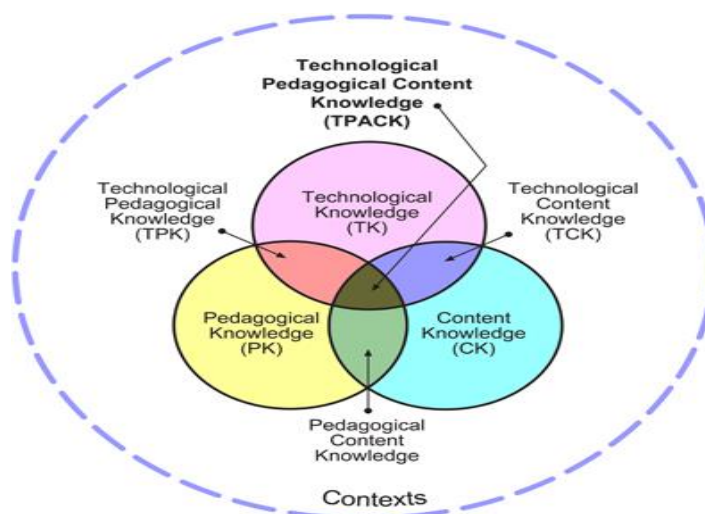 Technological
Pedagogical Content
Knowledge
(TPACK)
Technological
Pedagogical
Knowledge
(TPK)
Technological
Knowledge
(TK)
Technological
Content
Knowledge
(TCK)
Pedagogical
Knowledge
(PK)
Content
Knowledge
(CK)
Pedagogical
Content
Knowledge
Contexts